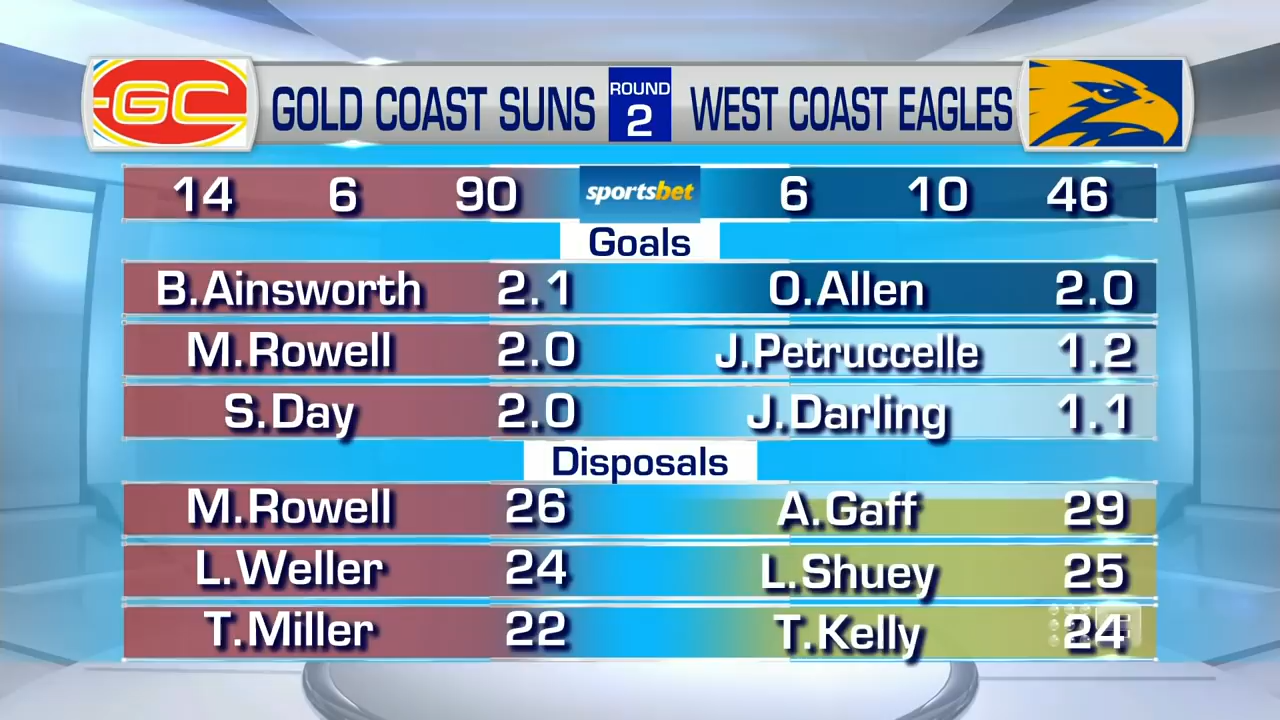 GC GOLD COAST SUNS ROUND 2 WEST COAST EAGLES
14 6 90 sportsbet 6 10 46
Goals
B.Ainsworth 2.1 O.Allen 2.0
M.Rowell 2.0 J.Petruccelle 1.2
S.Day 2.0 J.Darling 1.1
Disposals
M.Rowell 26 A.Gaff 29
L.Weller 24 L.Shuey 25
T.Miller 22 T.Kelly 24